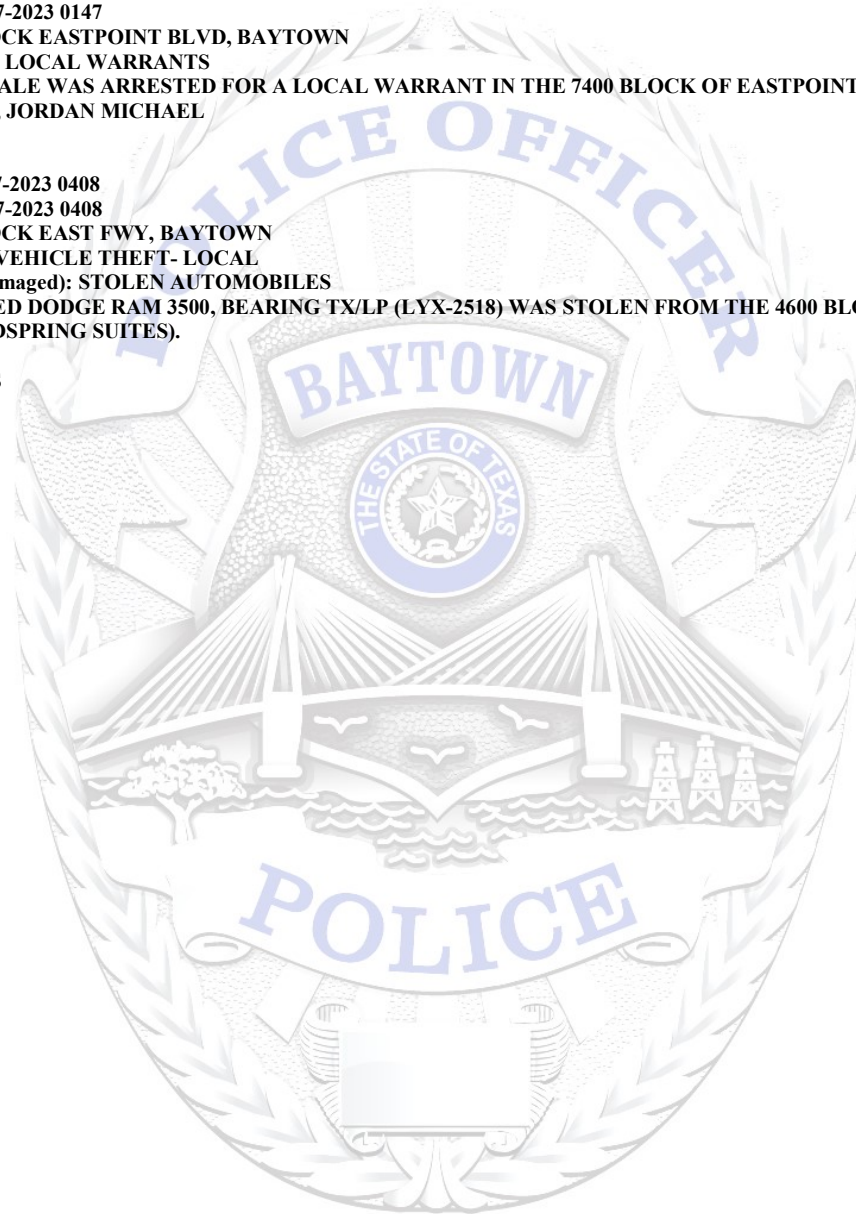 7-2023 0147
OCK EASTPOINT BLVD, BAYTOWN
LOCAL WARRANTS
ALE WAS ARRESTED FOR A LOCAL WARRANT IN THE 7400 BLOCK OF EASTPOINT
, JORDAN MICHAEL
7-2023 0408
7-2023 0408
OCK EAST FWY, BAYTOWN
VEHICLE THEFT- LOCAL
maged): STOLEN AUTOMOBILES
ED DODGE RAM 3500, BEARING TX/LP (LYX-2518) WAS STOLEN FROM THE 4600 BLO
DSPRING SUITES).
POLICE OFFICER
BAYTOWN
THE STATE OF TEXAS
POLICE